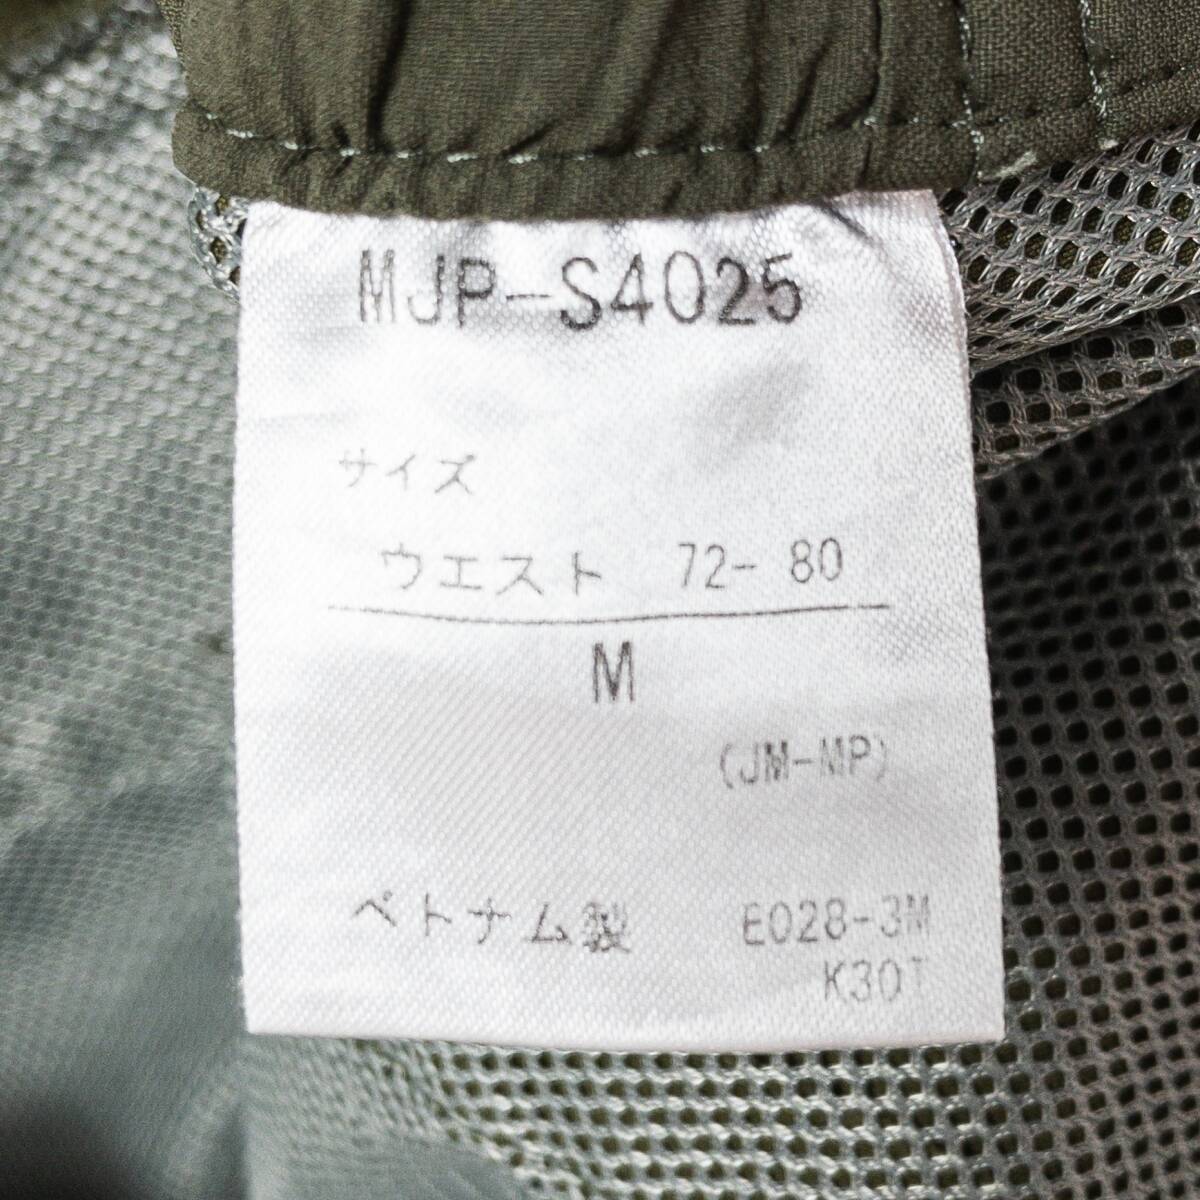 MJP-S4025
サイズ
ウエスト 72- 80
M
(JM-MP)
ベトナム製 E028-3M
K30T